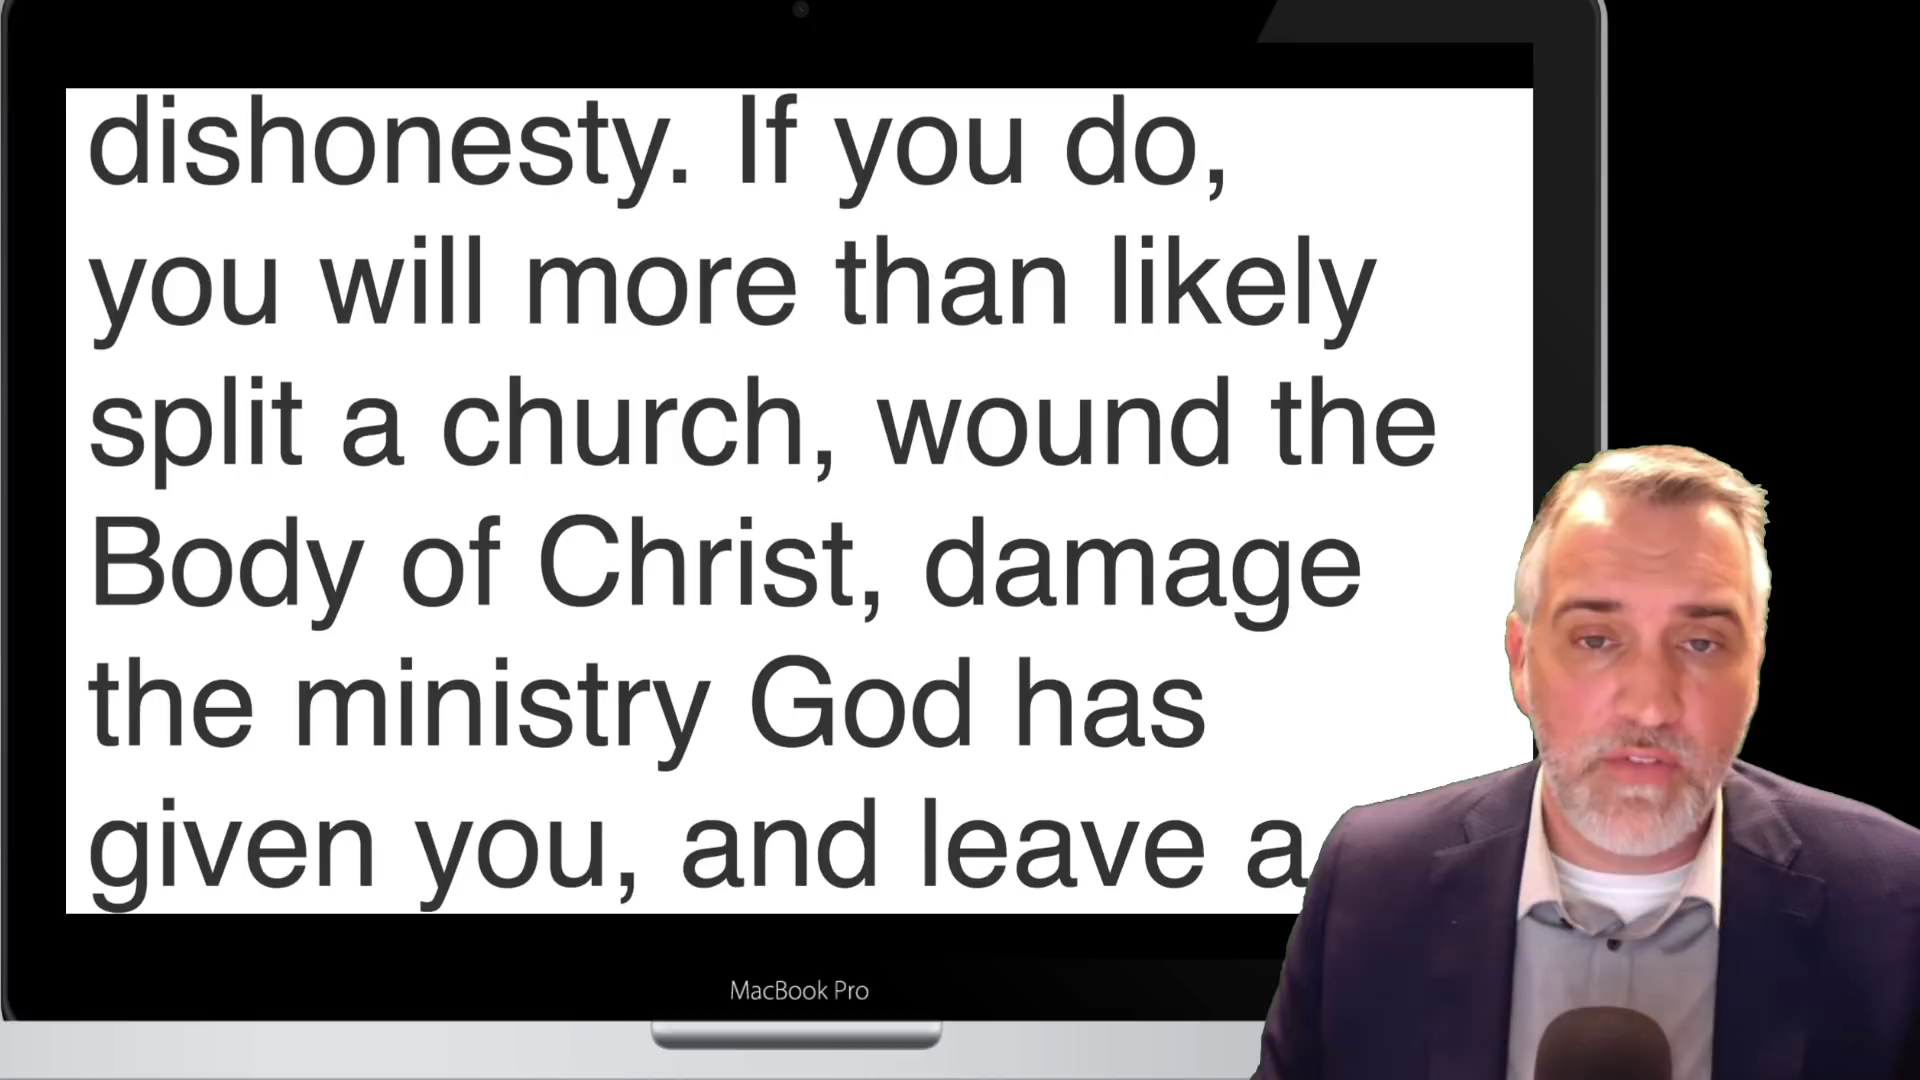 dishonesty. If you do,
you will more than likely
split a church, wound the
Body of Christ, damage
the ministry God has
given you, and leave a
MacBook Pro